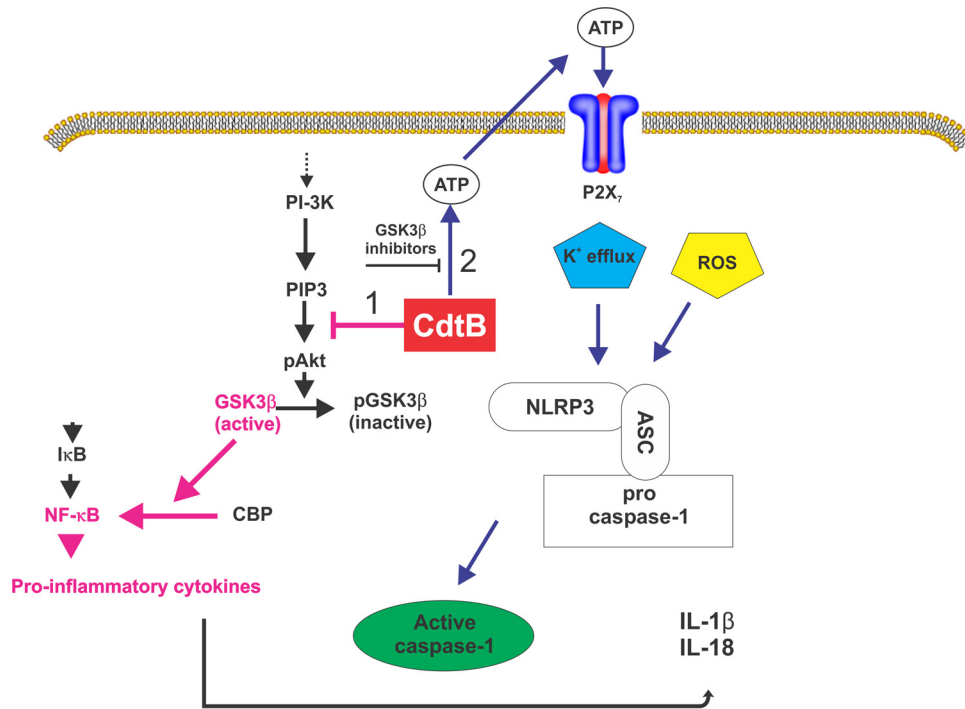 ATP
P2X₇
ATP
PI-3K
GSK3β
inhibitors
2
K⁺ efflux
ROS
PIP3
1
CdtB
pAkt
GSK3β
(active)
pGSK3β
(inactive)
NLRP3
ASC
IκB
pro
caspase-1
NF-κB
CBP
Pro-inflammatory cytokines
Active
caspase-1
IL-1β
IL-18